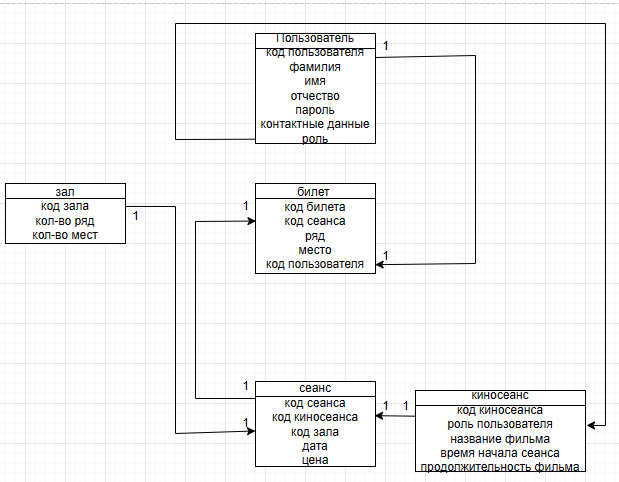 Пользователь
код пользователя
фамилия
имя
отчество
пароль
контактные данные
роль
1
зал
код зала
кол-во ряд
кол-во мест
1
билет
код билета
код сеанса
ряд
место
код пользователя
1
1
сеанс
код сеанса
код киносеанса
код зала
дата
цена
1
1
1
1
киносеанс
код киносеанса
роль пользователя
название фильма
время начала сеанса
продолжительность фильма